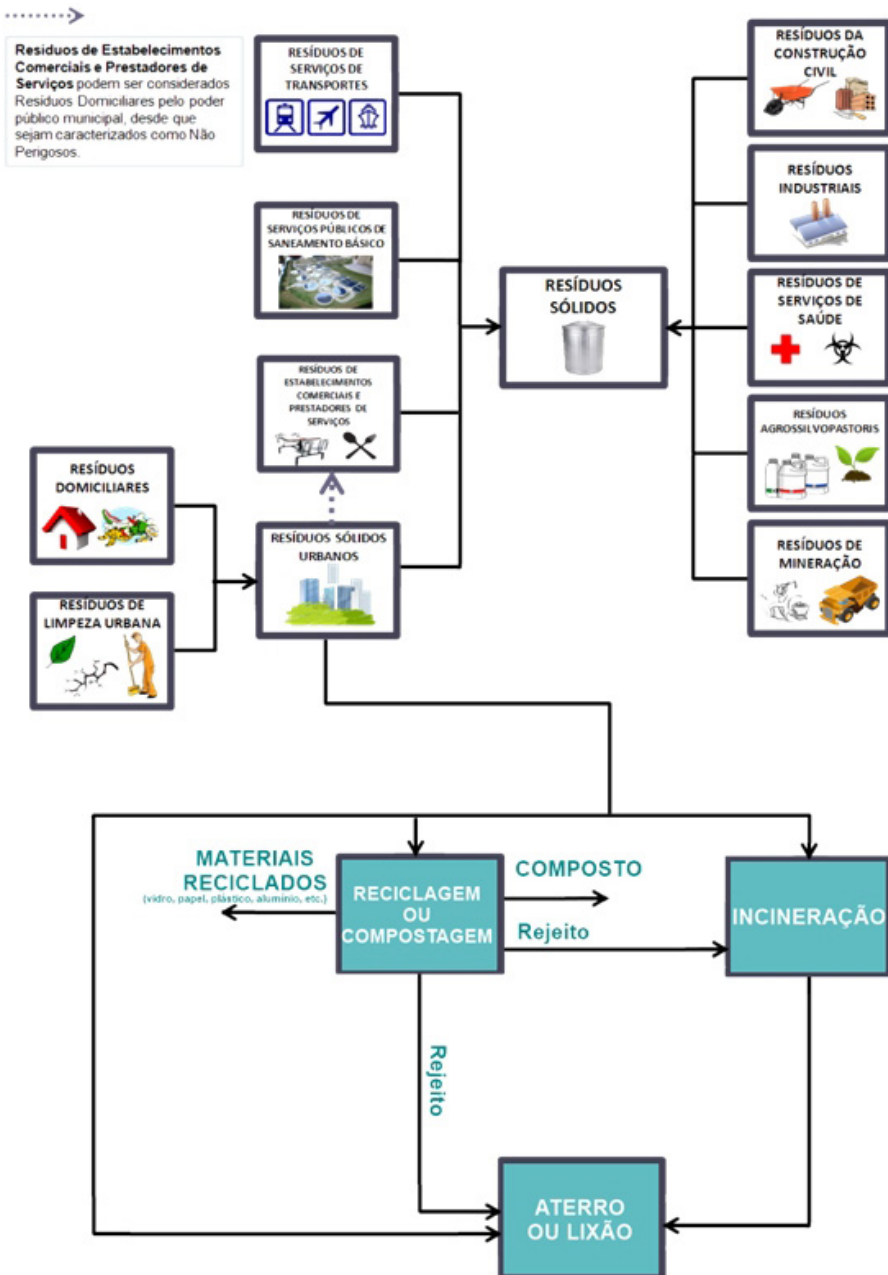 Resíduos de Estabelecimentos
Comerciais e Prestadores de
Serviços podem ser considerados
Resíduos Domiciliares pelo poder
público municipal, desde que
sejam caracterizados como Não
Perigosos.
RESÍDUOS DE
SERVIÇOS DE
TRANSPORTES
RESÍDUOS DE
SERVIÇOS PÚBLICOS DE
SANEAMENTO BÁSICO
RESÍDUOS DE
ESTABELECIMENTOS
COMERCIAIS E
PRESTADORES DE
SERVIÇOS
RESÍDUOS
DOMICILIARES
RESÍDUOS DE
LIMPEZA URBANA
RESÍDUOS SÓLIDOS
URBANOS
RESÍDUOS
SÓLIDOS
RESÍDUOS DA
CONSTRUÇÃO
CIVIL
RESÍDUOS
INDUSTRIAIS
RESÍDUOS DE
SERVIÇOS DE
SAÚDE
RESÍDUOS
AGROSSILVOPASTORIS
RESÍDUOS DE
MINERAÇÃO
MATERIAIS
RECICLADOS
(vidro, papel, plástico, alumínio, etc.)
RECICLAGEM
OU
COMPOSTAGEM
COMPOSTO
Rejeito
INCINERAÇÃO
Rejeito
ATERRO
OU LIXÃO